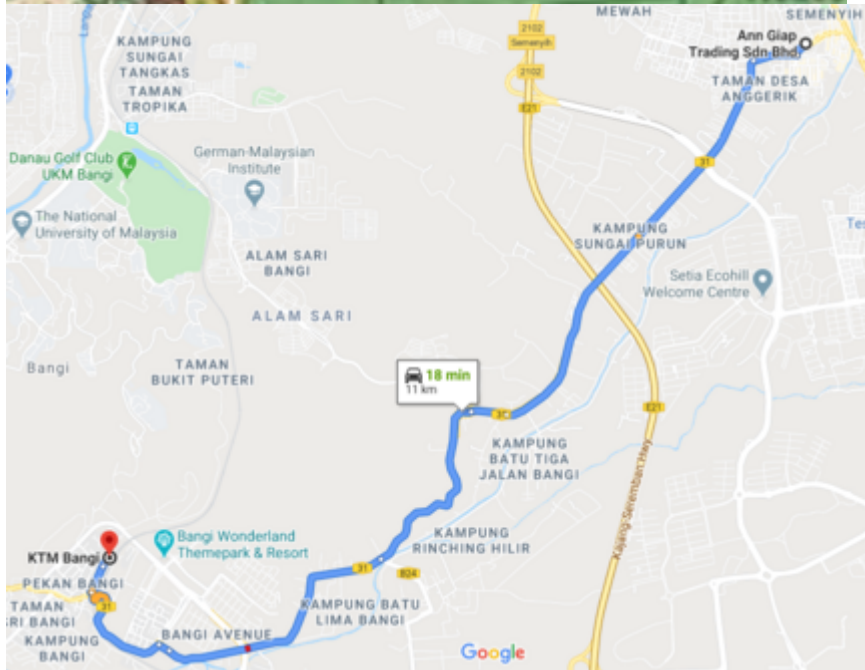 MEWAH
SEMENYIH
KAMPUNG
SUNGAI
TANGKAS
TAMAN
TROPIKA
2102
Semenyih
2102
E21
Ann Giap
Trading Sdn Bhd
TAMAN DESA
ANGGERIK
Danau Golf Club
UKM Bangi
German-Malaysian
Institute
31
The National
University of Malaysia
KAMPUNG
SUNGAI PURUN
ALAM SARI
BANGI
Setia Ecohill
Welcome Centre
ALAM SARI
Bangi
TAMAN
BUKIT PUTERI
18 min
11 km
E21
KAMPUNG
BATU TIGA
JALAN BANGI
Kajang-Seremban Hwy
KTM Bangi
Bangi Wonderland
Themepark & Resort
KAMPUNG
RINCHING HILIR
31
B24
PEKAN BANGI
31
TAMAN
SRI BANGI
KAMPUNG
BANGI
BANGI AVENUE
KAMPUNG BATU
LIMA BANGI
Google